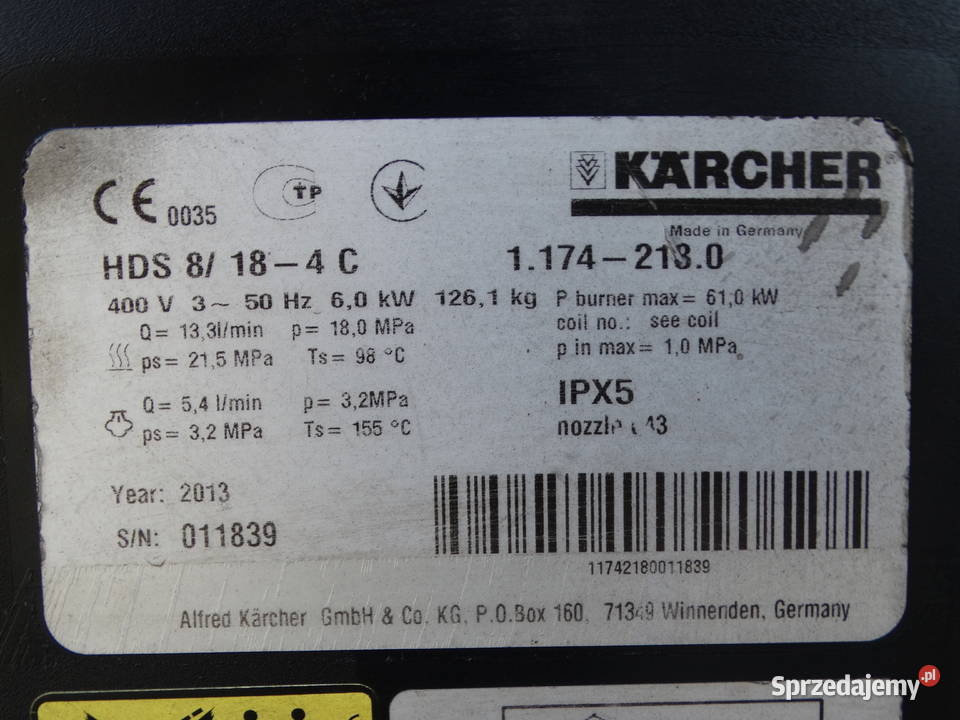 CE 0035
TP
KÄRCHER
Made in Germany
HDS 8/ 18-4 C 1.174-218.0
400 V 3~ 50 Hz 6,0 kW 126,1 kg P burner max= 61,0 kW
Q= 13,3l/min p= 18,0 MPa coil no.: see coil
ps= 21,5 MPa Ts= 98 °C p in max= 1,0 MPa
Q= 5,4 l/min p= 3,2MPa IPX5
ps= 3,2 MPa Ts= 155 °C nozzle
Year: 2013
S/N: 011839
11742180011839
Alfred Kärcher GmbH & Co. KG, P.O.Box 160, 71349 Winnenden, Germany
Sprzedajemy.pl